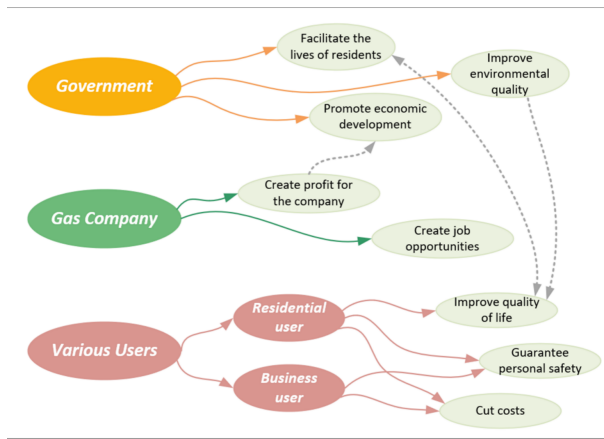 Facilitate the
lives of residents
Improve
environmental
quality
Government
Promote economic
development
Create profit for
the company
Gas Company
Create job
opportunities
Residential
user
Improve quality
of life
Various Users
Guarantee
personal safety
Business
user
Cut costs